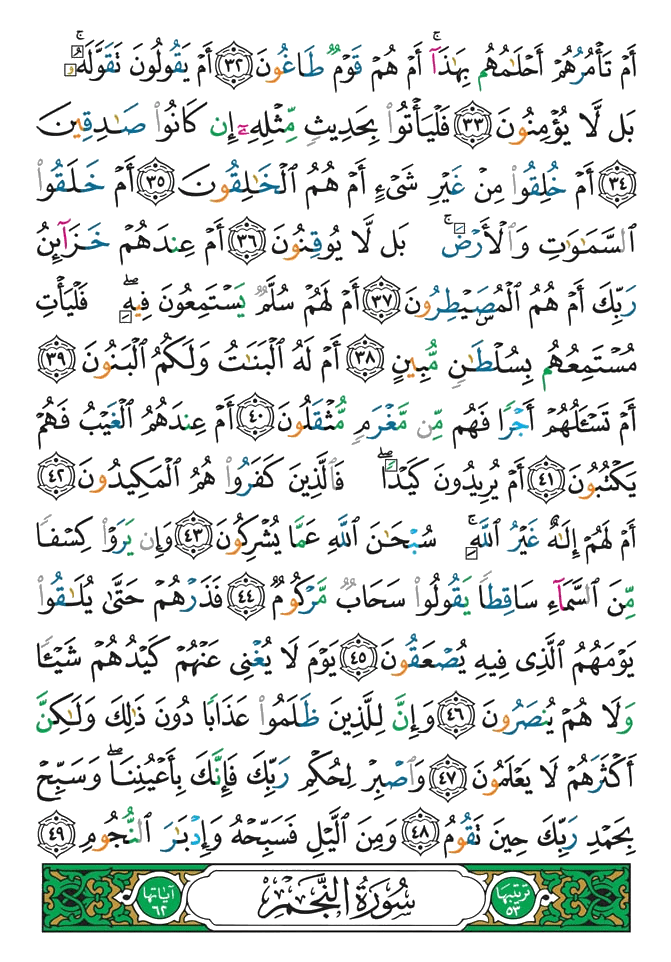 أَمْ تَأْمُرُهُمْ أَحْلَٰمُهُم بِهَٰذَآ ۚ أَمْ هُمْ قَوْمٌ طَاغُونَ ٣٢ أَمْ يَقُولُونَ تَقَوَّلَهُۥ ۚ
بَل لَّا يُؤْمِنُونَ ٣٣ فَلْيَأْتُوا۟ بِحَدِيثٍ مِّثْلِهِۦٓ إِن كَانُوا۟ صَٰدِقِينَ
٣٤ أَمْ خُلِقُوا۟ مِنْ غَيْرِ شَىْءٍ أَمْ هُمُ ٱلْخَٰلِقُونَ ٣٥ أَمْ خَلَقُوا۟
ٱلسَّمَٰوَٰتِ وَٱلْأَرْضَ ۚ بَل لَّا يُوقِنُونَ ٣٦ أَمْ عِندَهُمْ خَزَآئِنُ
رَبِّكَ أَمْ هُمُ ٱلْمُصَۣيْطِرُونَ ٣٧ أَمْ لَهُمْ سُلَّمٌ يَسْتَمِعُونَ فِيهِ ۖ فَلْيَأْتِ
مُسْتَمِعُهُم بِسُلْطَٰنٍ مُّبِينٍ ٣٨ أَمْ لَهُ ٱلْبَنَٰتُ وَلَكُمُ ٱلْبَنُونَ ٣٩
أَمْ تَسْـَٔلُهُمْ أَجْرًا فَهُم مِّن مَّغْرَمٍ مُّثْقَلُونَ ٤٠ أَمْ عِندَهُمُ ٱلْغَيْبُ فَهُمْ
يَكْتُبُونَ ٤١ أَمْ يُرِيدُونَ كَيْدًا ۖ فَٱلَّذِينَ كَفَرُوا۟ هُمُ ٱلْمَكِيدُونَ ٤٢
أَمْ لَهُمْ إِلَٰهٌ غَيْرُ ٱللَّهِ ۚ سُبْحَٰنَ ٱللَّهِ عَمَّا يُشْرِكُونَ ٤٣ وَإِن يَرَوْا۟ كِسْفًا
مِّنَ ٱلسَّمَآءِ سَاقِطًا يَقُولُوا۟ سَحَابٌ مَّرْكُومٌ ٤٤ فَذَرْهُمْ حَتَّىٰ يُلَٰقُوا۟
يَوْمَهُمُ ٱلَّذِى فِيهِ يُصْعَقُونَ ٤٥ يَوْمَ لَا يُغْنِى عَنْهُمْ كَيْدُهُمْ شَيْـًٔا
وَلَا هُمْ يُنصَرُونَ ٤٦ وَإِنَّ لِلَّذِينَ ظَلَمُوا۟ عَذَابًا دُونَ ذَٰلِكَ وَلَٰكِنَّ
أَكْثَرَهُمْ لَا يَعْلَمُونَ ٤٧ وَٱصْبِرْ لِحُكْمِ رَبِّكَ فَإِنَّكَ بِأَعْيُنِنَا ۖ وَسَبِّحْ
بِحَمْدِ رَبِّكَ حِينَ تَقُومُ ٤٨ وَمِنَ ٱلَّيْلِ فَسَبِّحْهُ وَإِدْبَٰرَ ٱلنُّجُومِ ٤٩
ترتيبها ٥٣ سُورَةُ النَّجْمِ آياتها ٦٢